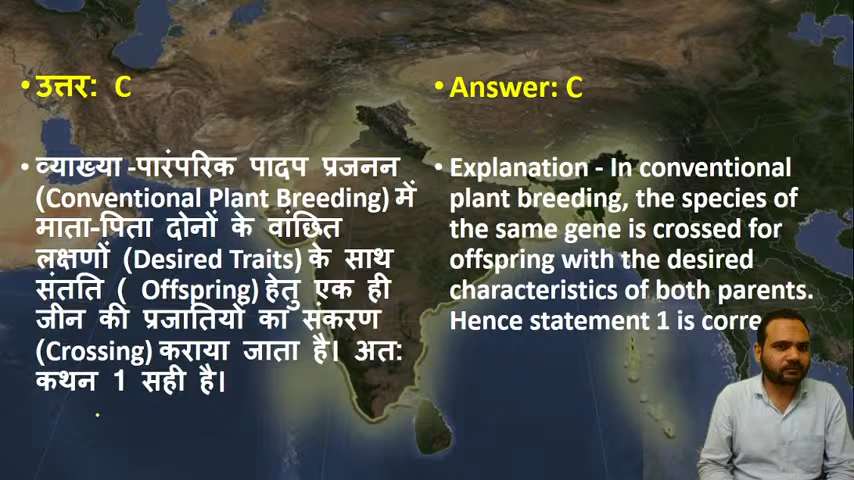 • उत्तर: C
• व्याख्या -पारंपरिक पादप प्रजनन
(Conventional Plant Breeding) में
माता-पिता दोनों के वांछित
लक्षणों (Desired Traits) के साथ
संतति ( Offspring) हेतु एक ही
जीन की प्रजातियों का संकरण
(Crossing) कराया जाता है। अत:
कथन 1 सही है।
• Answer: C
• Explanation - In conventional
plant breeding, the species of
the same gene is crossed for
offspring with the desired
characteristics of both parents.
Hence statement 1 is